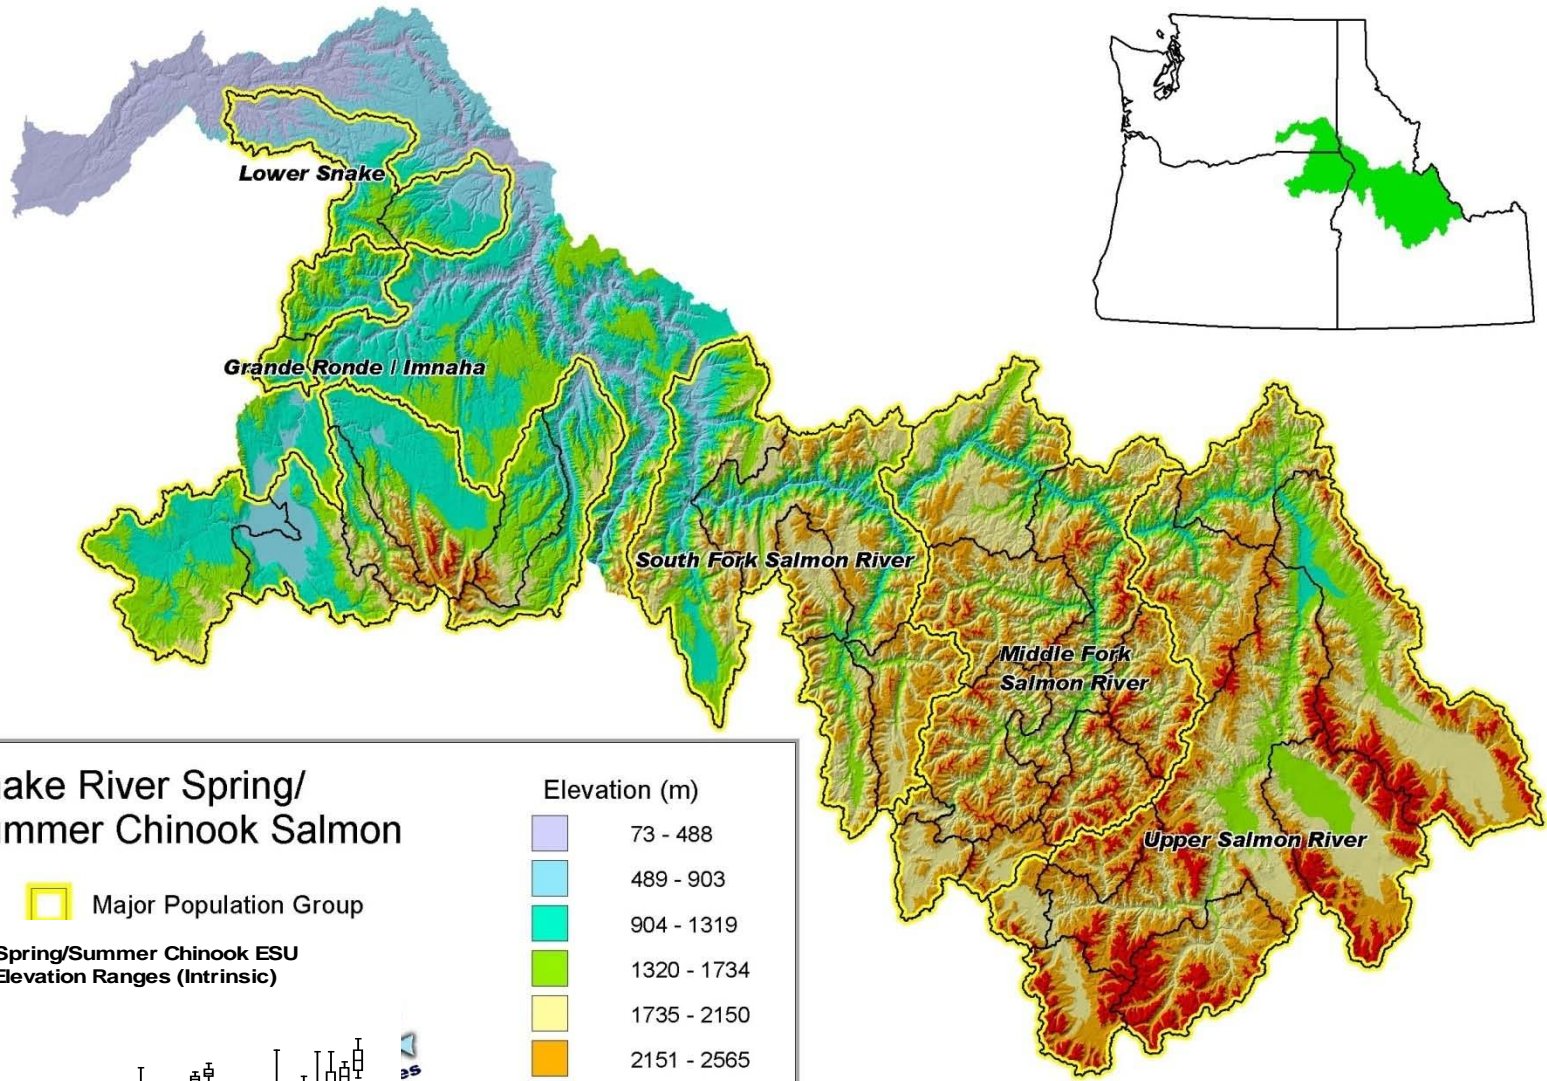 Lower Snake
Grande Ronde / Imnaha
South Fork Salmon River
Middle Fork
Salmon River
Upper Salmon River
ake River Spring/
mmer Chinook Salmon
Major Population Group
Spring/Summer Chinook ESU
Elevation Ranges (Intrinsic)
es
Elevation (m)
73 - 488
489 - 903
904 - 1319
1320 - 1734
1735 - 2150
2151 - 2565